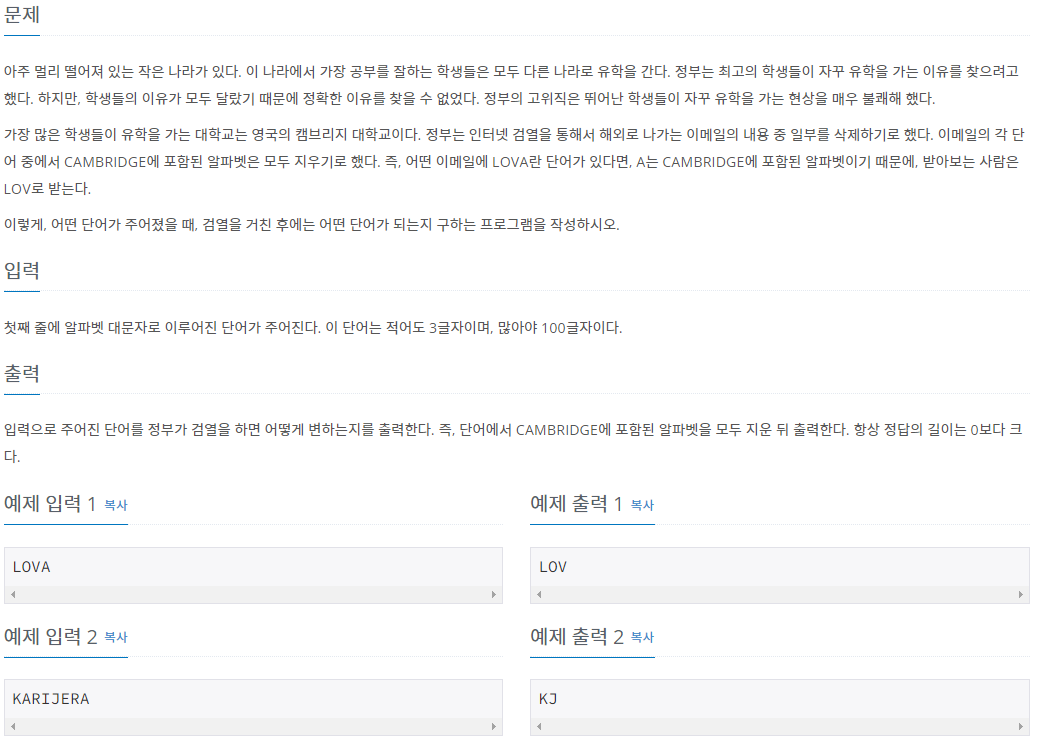 문제
아주 멀리 떨어져 있는 작은 나라가 있다. 이 나라에서 가장 공부를 잘하는 학생들은 모두 다른 나라로 유학을 간다. 정부는 최고의 학생들이 자꾸 유학을 가는 이유를 찾으려고
했다. 하지만, 학생들의 이유가 모두 달랐기 때문에 정확한 이유를 찾을 수 없었다. 정부의 고위직은 뛰어난 학생들이 자꾸 유학을 가는 현상을 매우 불쾌해 했다.
가장 많은 학생들이 유학을 가는 대학교는 영국의 캠브리지 대학교이다. 정부는 인터넷 검열을 통해서 해외로 나가는 이메일의 내용 중 일부를 삭제하기로 했다. 이메일의 각 단
어 중에서 CAMBRIDGE에 포함된 알파벳은 모두 지우기로 했다. 즉, 어떤 이메일에 LOVA란 단어가 있다면, A는 CAMBRIDGE에 포함된 알파벳이기 때문에, 받아보는 사람은
LOV로 받는다.
이렇게, 어떤 단어가 주어졌을 때, 검열을 거친 후에는 어떤 단어가 되는지 구하는 프로그램을 작성하시오.
입력
첫째 줄에 알파벳 대문자로 이루어진 단어가 주어진다. 이 단어는 적어도 3글자이며, 많아야 100글자이다.
출력
입력으로 주어진 단어를 정부가 검열을 하면 어떻게 변하는지를 출력한다. 즉, 단어에서 CAMBRIDGE에 포함된 알파벳을 모두 지운 뒤 출력한다. 항상 정답의 길이는 0보다 크
다.
예제 입력 1 복사
LOVA
예제 출력 1 복사
LOV
예제 입력 2 복사
KARIJERA
예제 출력 2 복사
KJ